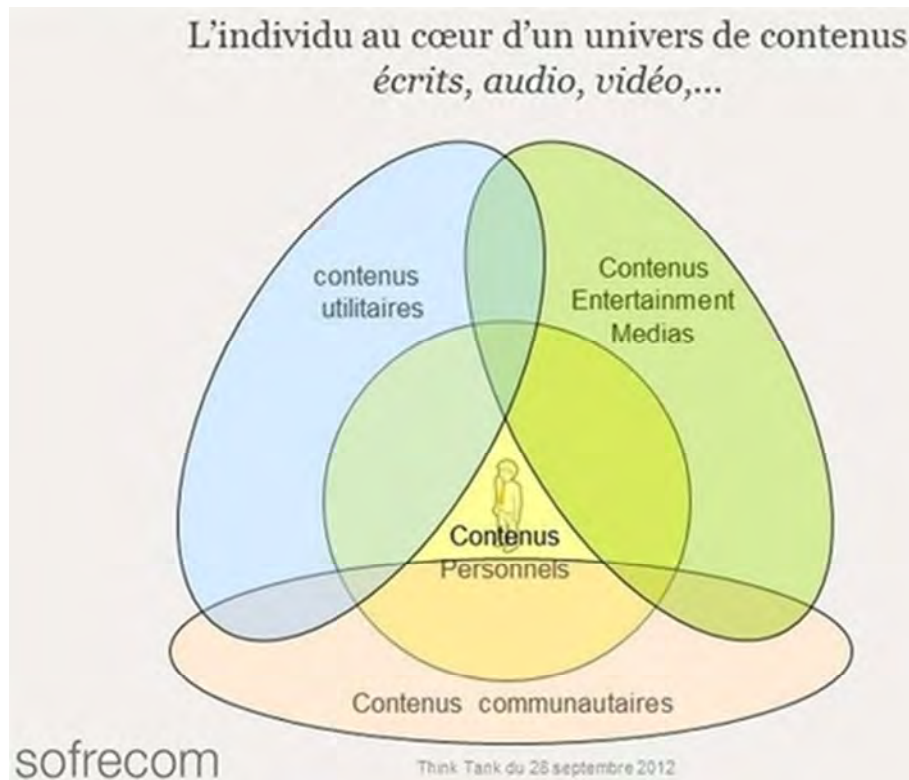 L'individu au cœur d'un univers de contenus
écrits, audio, vidéo,...
contenus
utilitaires
Contenus
Entertainment
Medias
Contenus
Personnels
Contenus communautaires
sofrecom
Think Tank du 28 septembre 2012